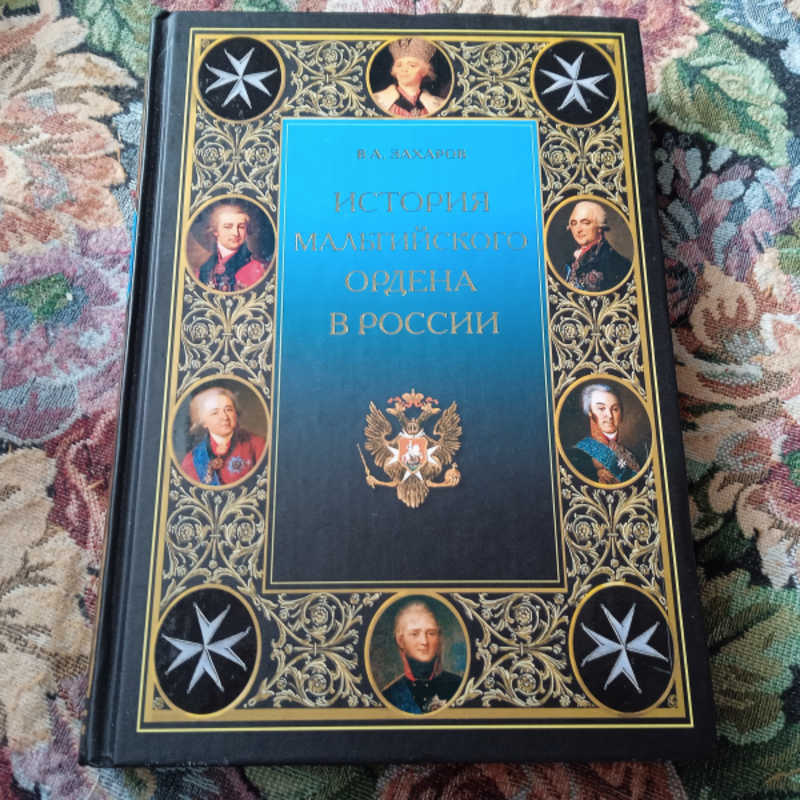 В.А. ЗАХАРОВ
ИСТОРИЯ
МАЛЬТИЙСКОГО
ОРДЕНА
В РОССИИ